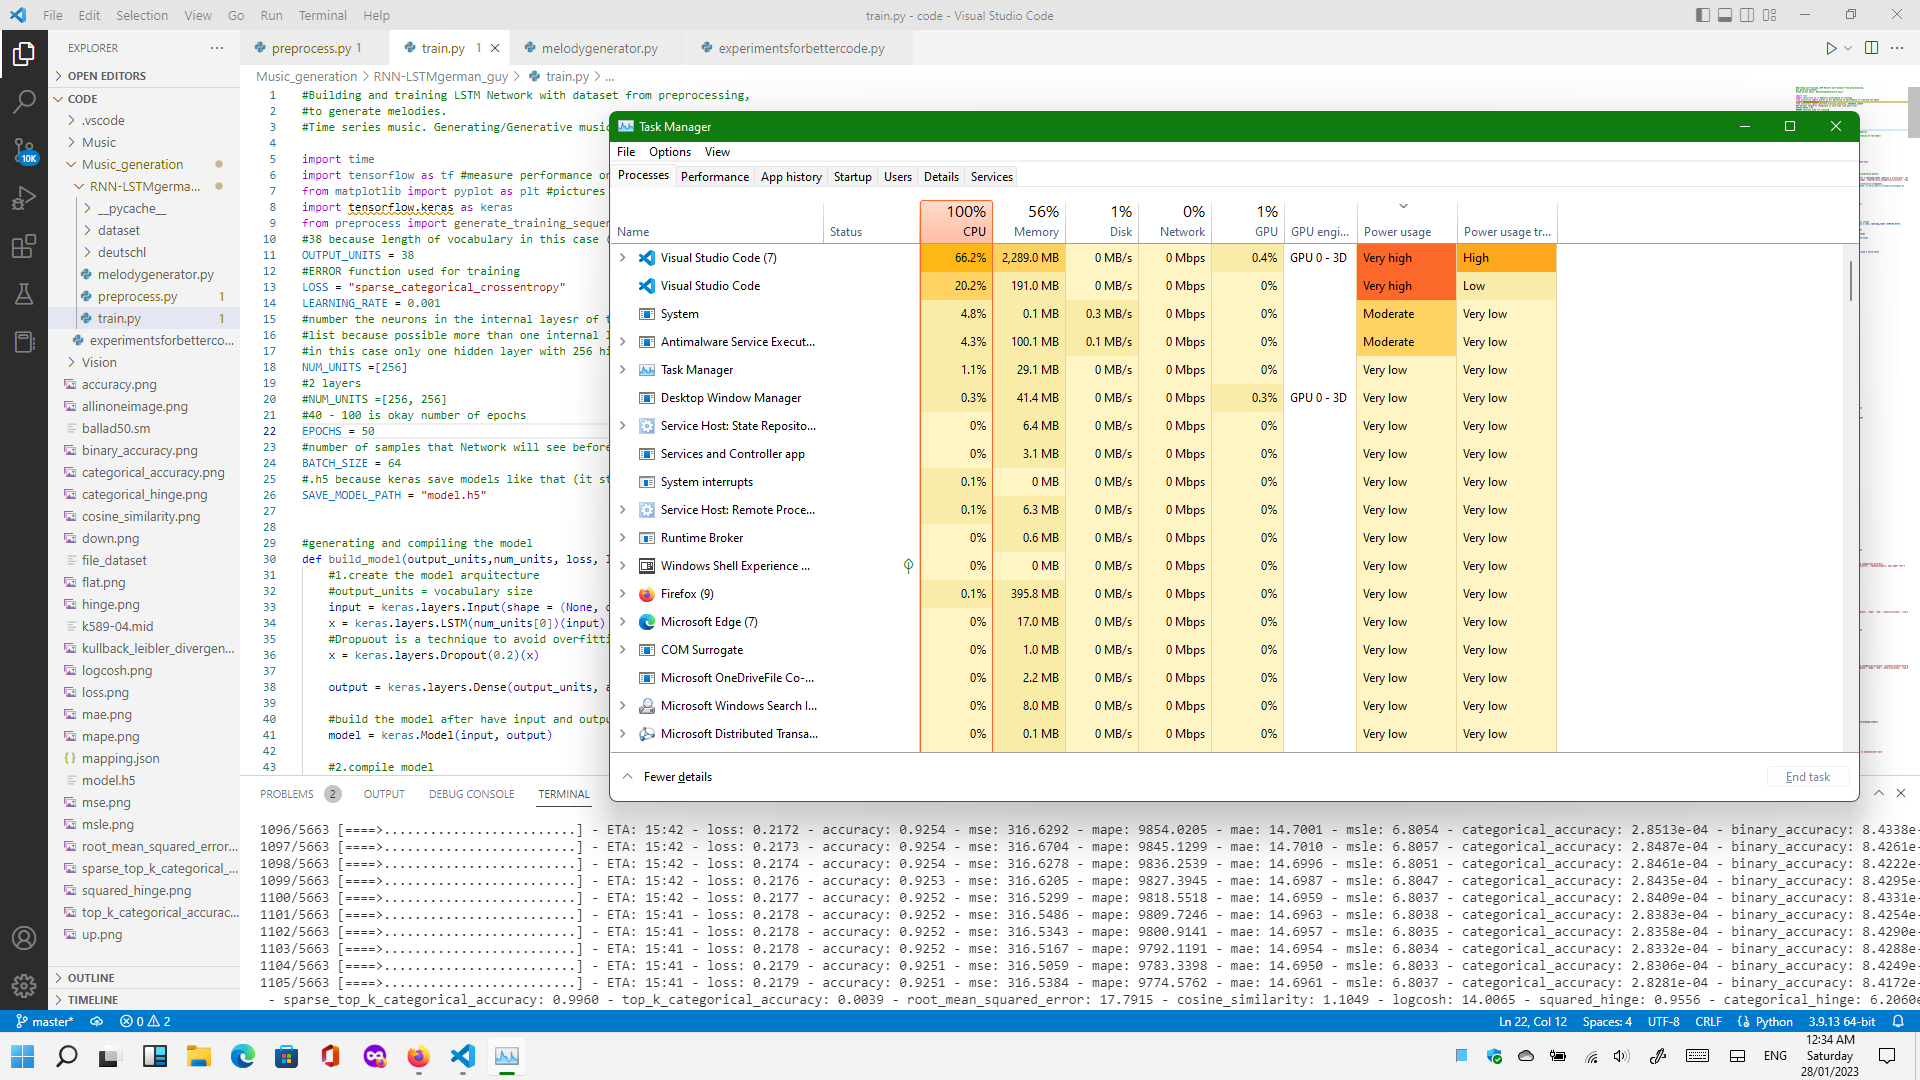 File Edit Selection View Go Run Terminal Help
train.py - code - Visual Studio Code
EXPLORER
OPEN EDITORS
CODE
.vscode
Music
Music_generation
RNN-LSTMgerma...
__pycache__
dataset
deutschl
melodygenerator.py
preprocess.py 1
train.py 1
experimentsforbetterco...
Vision
accuracy.png
allinoneimage.png
ballad50.sm
binary_accuracy.png
categorical_accuracy.png
categorical_hinge.png
cosine_similarity.png
down.png
file_dataset
flat.png
hinge.png
k589-04.mid
kullback_leibler_divergen...
logcosh.png
loss.png
mae.png
mape.png
mapping.json
model.h5
mse.png
msle.png
root_mean_squared_error...
sparse_top_k_categorical_...
squared_hinge.png
top_k_categorical_accurac...
up.png
OUTLINE
TIMELINE
10K
preprocess.py 1 train.py 1 melodygenerator.py experimentsforbettercode.py
Music_generation > RNN-LSTMgerman_guy > train.py > ...
1 #Building and training LSTM Network with dataset from preprocessing,
2 #to generate melodies.
3 #Time series music. Generating/Generative musi
4
5 import time
6 import tensorflow as tf #measure performance o
7 from matplotlib import pyplot as plt #pictures
8 import tensorflow.keras as keras
9 from preprocess import generate_training_seque
10 #38 because length of vocabulary in this case (
11 OUTPUT_UNITS = 38
12 #ERROR function used for training
13 LOSS = "sparse_categorical_crossentropy"
14 LEARNING_RATE = 0.001
15 #number the neurons in the internal layesr of t
16 #list because possible more than one internal l
17 #in this case only one hidden layer with 256 hi
18 NUM_UNITS =[256]
19 #2 layers
20 #NUM_UNITS =[256, 256]
21 #40 - 100 is okay number of epochs
22 EPOCHS = 50
23 #number of samples that Network will see before
24 BATCH_SIZE = 64
25 #.h5 because keras save models like that (it st
26 SAVE_MODEL_PATH = "model.h5"
27
28
29 #generating and compiling the model
30 def build_model(output_units,num_units, loss, l
31 #1.create the model arquitecture
32 #output_units = vocabulary size
33 input = keras.layers.Input(shape = (None, o
34 x = keras.layers.LSTM(num_units[0])(input)
35 #Dropuout is a technique to avoid overfitti
36 x = keras.layers.Dropout(0.2)(x)
37
38 output = keras.layers.Dense(output_units, a
39
40 #build the model after have input and outpu
41 model = keras.Model(input, output)
42
43 #2.compile model
Task Manager
File Options View
Processes Performance App history Startup Users Details Services
100% 56% 1% 0% 1%
Name Status CPU Memory Disk Network GPU GPU engi... Power usage Power usage tr...
Visual Studio Code (7) 66.2% 2,289.0 MB 0 MB/s 0 Mbps 0.4% GPU 0 - 3D Very high High
Visual Studio Code 20.2% 191.0 MB 0 MB/s 0 Mbps 0% Very high Low
System 4.8% 0.1 MB 0.3 MB/s 0 Mbps 0% Moderate Very low
Antimalware Service Execut... 4.3% 100.1 MB 0.1 MB/s 0 Mbps 0% Moderate Very low
Task Manager 1.1% 29.1 MB 0 MB/s 0 Mbps 0% Very low Very low
Desktop Window Manager 0.3% 41.4 MB 0 MB/s 0 Mbps 0.3% GPU 0 - 3D Very low Very low
Service Host: State Reposito... 0% 6.4 MB 0 MB/s 0 Mbps 0% Very low Very low
Services and Controller app 0% 3.1 MB 0 MB/s 0 Mbps 0% Very low Very low
System interrupts 0.1% 0 MB 0 MB/s 0 Mbps 0% Very low Very low
Service Host: Remote Proce... 0.1% 6.3 MB 0 MB/s 0 Mbps 0% Very low Very low
Runtime Broker 0% 0.6 MB 0 MB/s 0 Mbps 0% Very low Very low
Windows Shell Experience ... 0% 0 MB 0 MB/s 0 Mbps 0% Very low Very low
Firefox (9) 0.1% 395.8 MB 0 MB/s 0 Mbps 0% Very low Very low
Microsoft Edge (7) 0% 17.0 MB 0 MB/s 0 Mbps 0% Very low Very low
COM Surrogate 0% 1.0 MB 0 MB/s 0 Mbps 0% Very low Very low
Microsoft OneDriveFile Co-... 0% 2.2 MB 0 MB/s 0 Mbps 0% Very low Very low
Microsoft Windows Search I... 0% 8.0 MB 0 MB/s 0 Mbps 0% Very low Very low
Microsoft Distributed Transa... 0% 0.1 MB 0 MB/s 0 Mbps 0% Very low Very low
Fewer details End task
PROBLEMS 2 OUTPUT DEBUG CONSOLE TERMINAL
1096/5663 [====>.........................] - ETA: 15:42 - loss: 0.2172 - accuracy: 0.9254 - mse: 316.6292 - mape: 9854.0205 - mae: 14.7001 - msle: 6.8054 - categorical_accuracy: 2.8513e-04 - binary_accuracy: 8.4338e-
1097/5663 [====>.........................] - ETA: 15:42 - loss: 0.2173 - accuracy: 0.9254 - mse: 316.6704 - mape: 9845.1299 - mae: 14.7010 - msle: 6.8057 - categorical_accuracy: 2.8487e-04 - binary_accuracy: 8.4261e-
1098/5663 [====>.........................] - ETA: 15:42 - loss: 0.2174 - accuracy: 0.9254 - mse: 316.6278 - mape: 9836.2539 - mae: 14.6996 - msle: 6.8051 - categorical_accuracy: 2.8461e-04 - binary_accuracy: 8.4222e-
1099/5663 [====>.........................] - ETA: 15:42 - loss: 0.2176 - accuracy: 0.9253 - mse: 316.6205 - mape: 9827.3945 - mae: 14.6987 - msle: 6.8047 - categorical_accuracy: 2.8435e-04 - binary_accuracy: 8.4295e-
1100/5663 [====>.........................] - ETA: 15:42 - loss: 0.2177 - accuracy: 0.9252 - mse: 316.5299 - mape: 9818.5518 - mae: 14.6959 - msle: 6.8037 - categorical_accuracy: 2.8409e-04 - binary_accuracy: 8.4331e-
1101/5663 [====>.........................] - ETA: 15:41 - loss: 0.2178 - accuracy: 0.9252 - mse: 316.5486 - mape: 9809.7246 - mae: 14.6963 - msle: 6.8038 - categorical_accuracy: 2.8383e-04 - binary_accuracy: 8.4254e-
1102/5663 [====>.........................] - ETA: 15:41 - loss: 0.2178 - accuracy: 0.9252 - mse: 316.5343 - mape: 9800.9141 - mae: 14.6957 - msle: 6.8035 - categorical_accuracy: 2.8358e-04 - binary_accuracy: 8.4290e-
1103/5663 [====>.........................] - ETA: 15:41 - loss: 0.2178 - accuracy: 0.9252 - mse: 316.5167 - mape: 9792.1191 - mae: 14.6954 - msle: 6.8034 - categorical_accuracy: 2.8332e-04 - binary_accuracy: 8.4288e-
1104/5663 [====>.........................] - ETA: 15:41 - loss: 0.2179 - accuracy: 0.9251 - mse: 316.5059 - mape: 9783.3398 - mae: 14.6950 - msle: 6.8033 - categorical_accuracy: 2.8306e-04 - binary_accuracy: 8.4249e-
1105/5663 [====>.........................] - ETA: 15:41 - loss: 0.2179 - accuracy: 0.9251 - mse: 316.5384 - mape: 9774.5762 - mae: 14.6961 - msle: 6.8037 - categorical_accuracy: 2.8281e-04 - binary_accuracy: 8.4172e-
- sparse_top_k_categorical_accuracy: 0.9960 - top_k_categorical_accuracy: 0.0039 - root_mean_squared_error: 17.7915 - cosine_similarity: 1.1049 - logcosh: 14.0065 - squared_hinge: 0.9556 - categorical_hinge: 6.2060e
master* 0 2 Ln 22, Col 12 Spaces: 4 UTF-8 CRLF Python 3.9.13 64-bit
ENG
12:34 AM
Saturday
28/01/2023